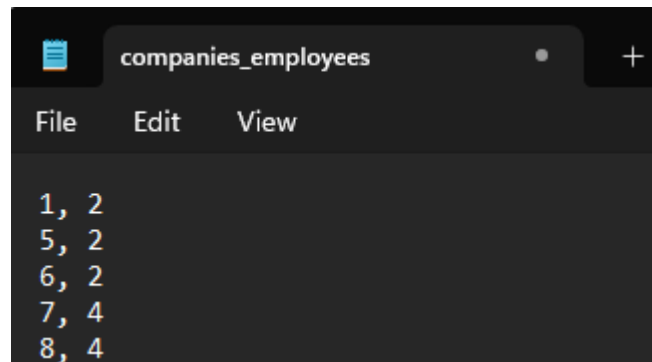 companies_employees
File Edit View
1, 2
5, 2
6, 2
7, 4
8, 4